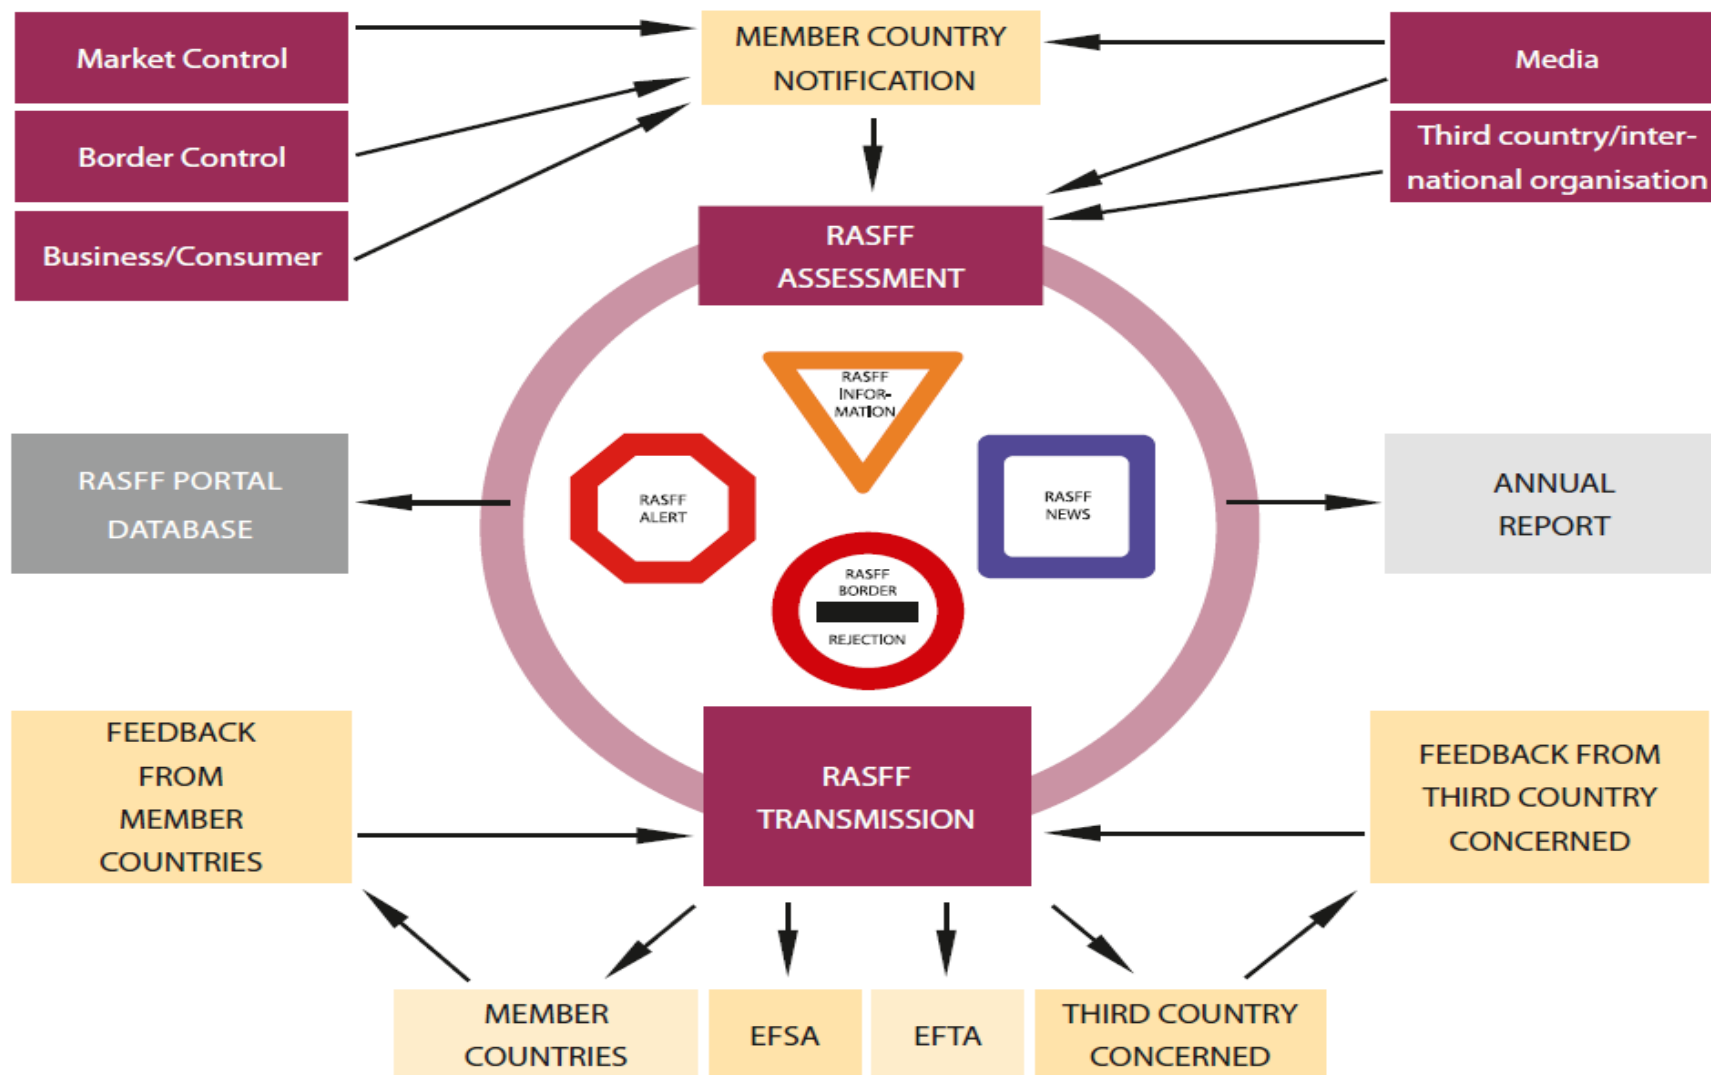 Market Control
MEMBER COUNTRY
NOTIFICATION
Media
Border Control
Third country/inter-
national organisation
Business/Consumer
RASFF
ASSESSMENT
RASFF
INFOR-
MATION
RASFF PORTAL
DATABASE
RASFF
ALERT
RASFF
NEWS
ANNUAL
REPORT
RASFF
BORDER
REJECTION
FEEDBACK
FROM
MEMBER
COUNTRIES
RASFF
TRANSMISSION
FEEDBACK FROM
THIRD COUNTRY
CONCERNED
MEMBER
COUNTRIES
EFSA
EFTA
THIRD COUNTRY
CONCERNED